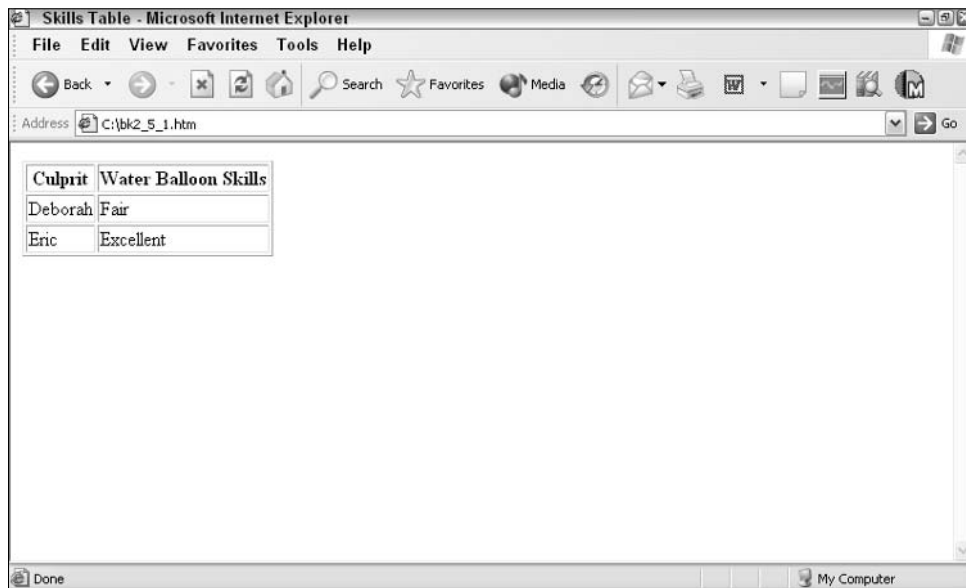 Skills Table - Microsoft Internet Explorer
File Edit View Favorites Tools Help
Back Search Favorites Media
Address C:\bk2_5_1.htm Go
Culprit Water Balloon Skills
Deborah Fair
Eric Excellent
Done My Computer